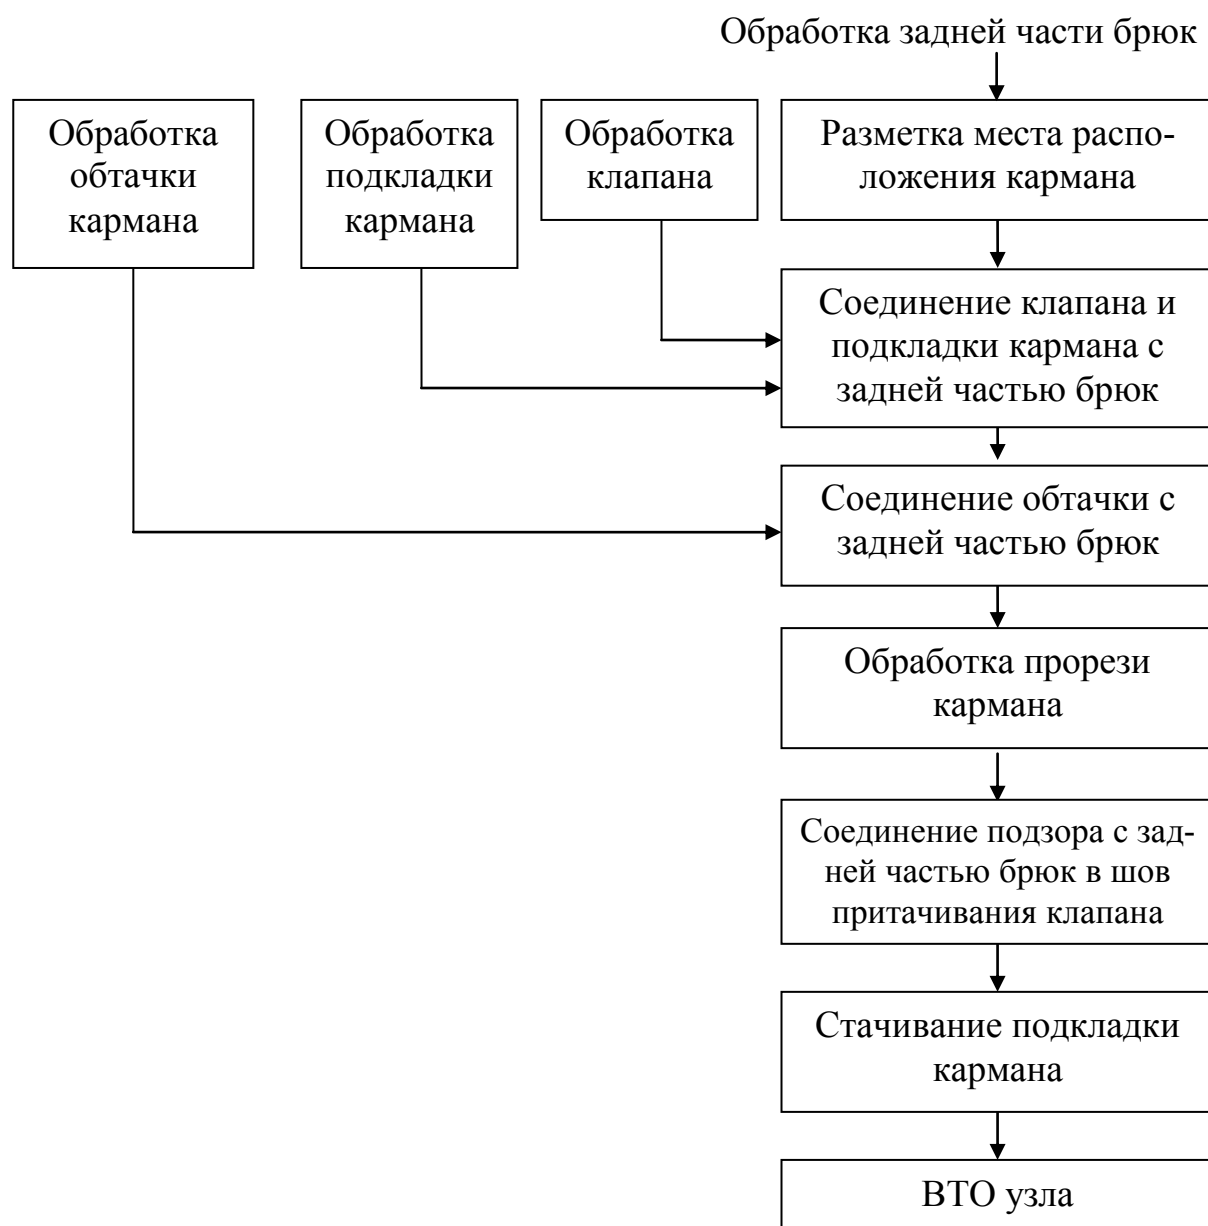 Обработка задней части брюк
Обработка
обтачки
кармана
Обработка
подкладки
кармана
Обработка
клапана
Разметка места распо-
ложения кармана
Соединение клапана и
подкладки кармана с
задней частью брюк
Соединение обтачки с
задней частью брюк
Обработка прорези
кармана
Соединение подзора с зад-
ней частью брюк в шов
притачивания клапана
Стачивание подкладки
кармана
ВТО узла